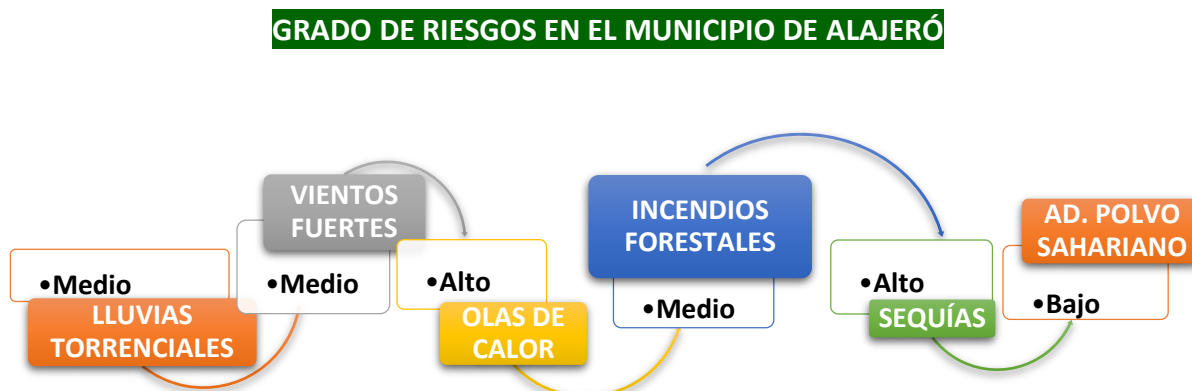 GRADO DE RIESGOS EN EL MUNICIPIO DE ALAJERÓ
•Medio
LLUVIAS
TORRENCIALES
VIENTOS
FUERTES
•Medio
•Alto
OLAS DE
CALOR
INCENDIOS
FORESTALES
•Medio
•Alto
SEQUÍAS
AD. POLVO
SAHARIANO
•Bajo